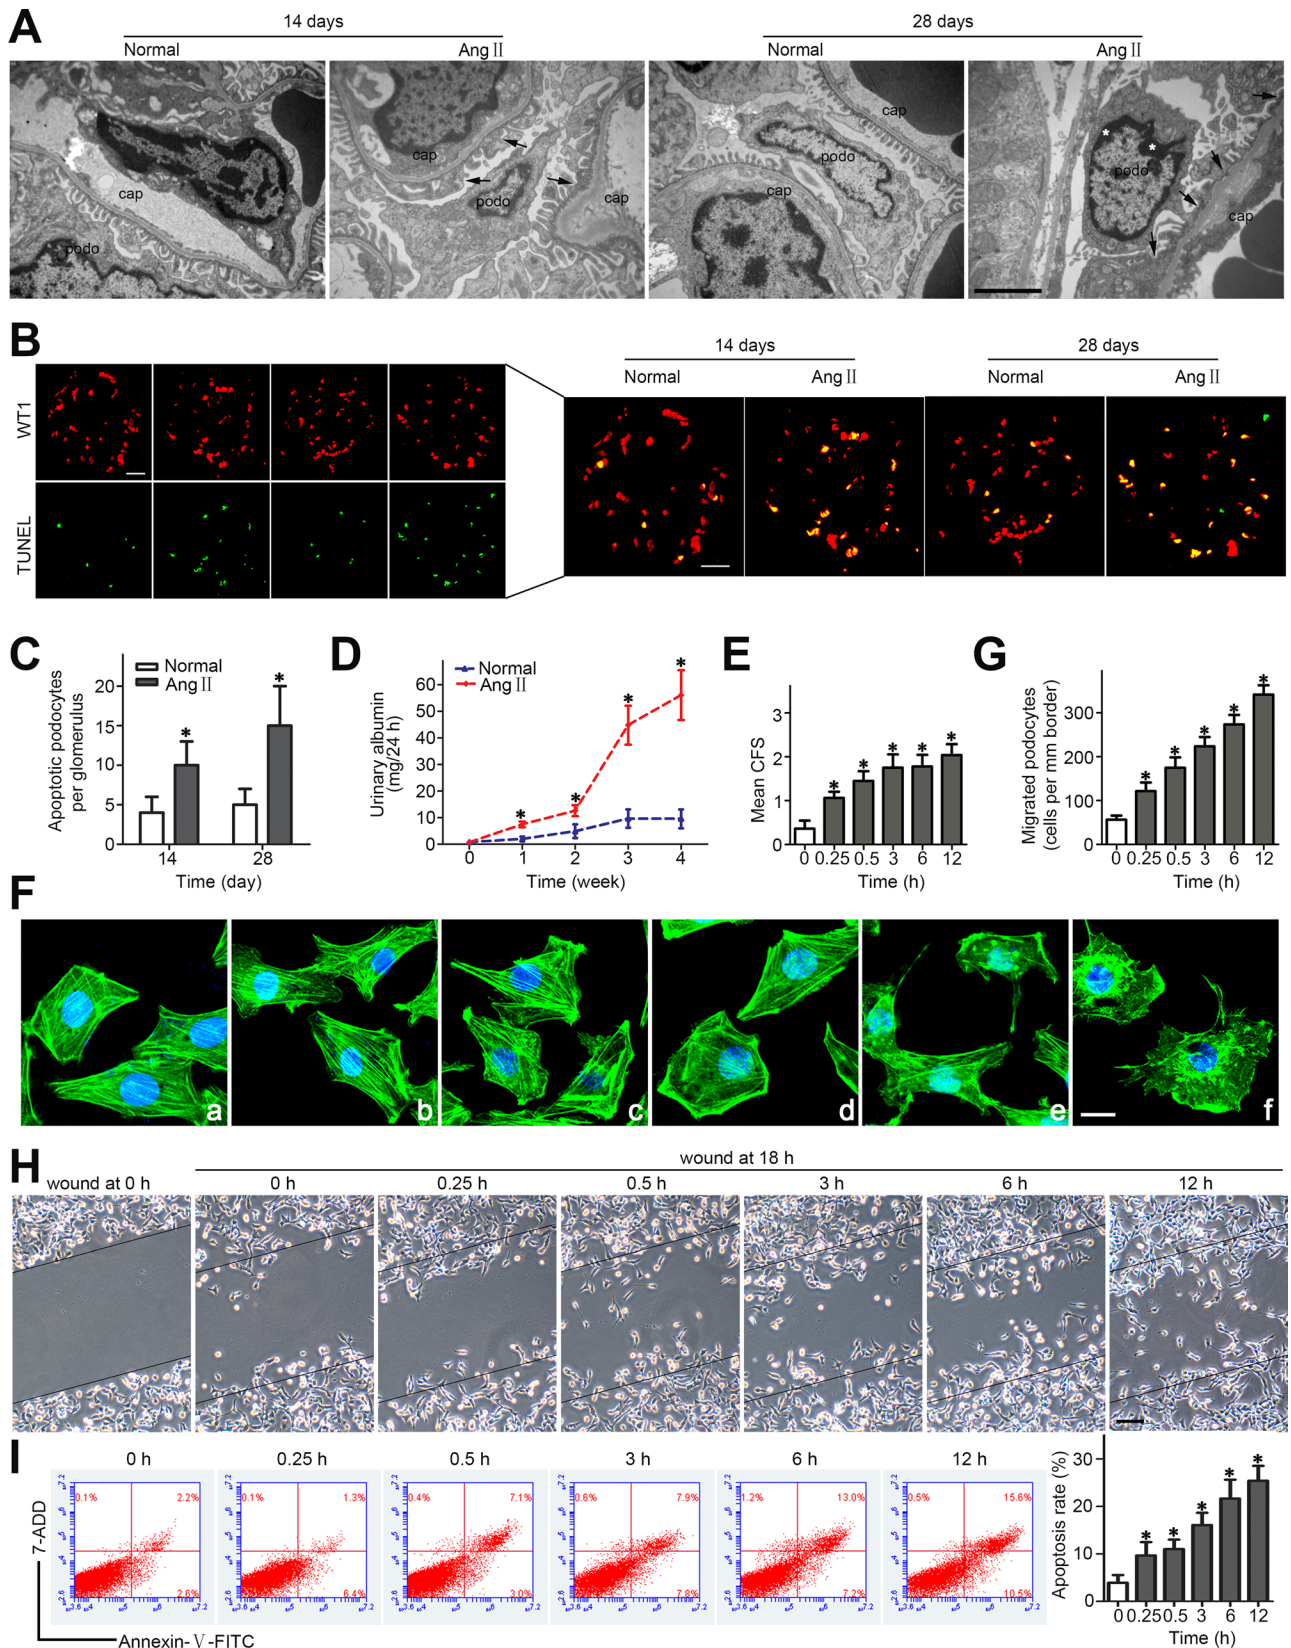 A
14 days
28 days
Normal
Ang Ⅱ
Normal
Ang Ⅱ
cap
podo
cap
podo
cap
cap
podo
cap
* *
podo
cap
B
WT1
TUNEL
14 days
28 days
Normal
Ang Ⅱ
Normal
Ang Ⅱ
C
Apoptotic podocytes
per glomerulus
Normal
Ang Ⅱ
20
15
10
5
0
* *
14 28
Time (day)
D
Urinary albumin
(mg/24 h)
Normal
Ang Ⅱ
60
50
40
30
20
10
0
* * * *
0 1 2 3 4
Time (week)
E
Mean CFS
3
2
1
0
* * * * *
0 0.25 0.5 3 6 12
Time (h)
G
Migrated podocytes
(cells per mm border)
300
200
100
0
* * * * *
0 0.25 0.5 3 6 12
Time (h)
F
a b c d e f
H
wound at 18 h
wound at 0 h 0 h 0.25 h 0.5 h 3 h 6 h 12 h
I
0 h 0.25 h 0.5 h 3 h 6 h 12 h
7-ADD
Annexin-Ⅴ-FITC
0.1% 2.2%
2.6%
0.1% 1.3%
6.4%
0.4% 7.1%
3.0%
0.6% 7.9%
7.8%
1.2% 13.0%
7.2%
0.5% 15.6%
10.5%
Apoptosis rate (%)
30
20
10
0
* * * * *
0 0.25 0.5 3 6 12
Time (h)